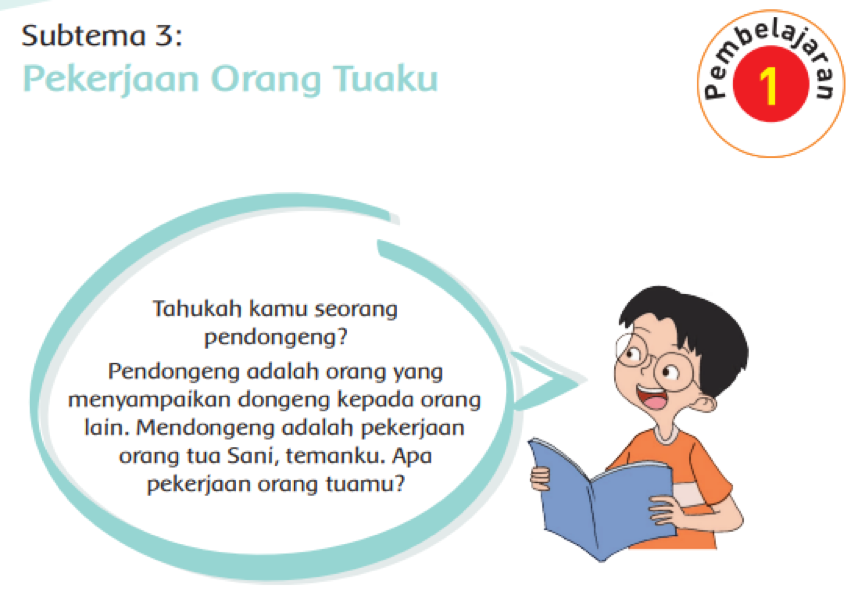 Subtema 3:
Pekerjaan Orang Tuaku
Pembelajaran
1
Tahukah kamu seorang
pendongeng?
Pendongeng adalah orang yang
menyampaikan dongeng kepada orang
lain. Mendongeng adalah pekerjaan
orang tua Sani, temanku. Apa
pekerjaan orang tuamu?